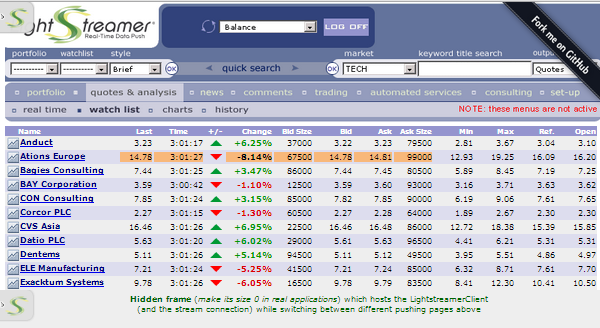 LightStreamer®
Real-Time Data Push
Balance
LOG OFF
Fork me on GitHub
portfolio watchlist style market keyword title search
---------- ---------- Brief OK quick search TECH Quotes OK
portfolio quotes & analysis news comments trading automated services consulting set-up
real time watch list charts history NOTE: these menus are not active
Name Last Time +/- Change Bid Size Bid Ask Ask Size Min Max Ref. Open
Anduct 3.23 3:01:17 +6.25% 37000 3.22 3.23 79500 2.81 3.67 3.04 3.10
Ations Europe 14.78 3:01:27 -8.14% 67500 14.78 14.81 99000 12.93 19.25 16.09 16.20
Bagies Consulting 7.44 3:01:25 +3.47% 86000 7.44 7.45 75000 5.89 8.45 7.19 7.25
BAY Corporation 3.59 3:00:42 -1.10% 12500 3.59 3.60 93000 3.16 3.71 3.63 3.62
CON Consulting 7.85 3:01:24 +3.15% 85000 7.82 7.85 90000 6.19 9.06 7.61 7.65
Corcor PLC 2.27 3:01:15 -1.30% 60500 2.27 2.28 64000 1.89 2.67 2.30 2.30
CVS Asia 16.46 3:01:26 +6.95% 22500 16.46 16.48 86000 12.72 18.38 15.39 15.85
Datio PLC 5.63 3:01:20 +6.02% 29000 5.61 5.63 96500 4.41 6.21 5.31 5.31
Dentems 5.11 3:01:26 +5.14% 94500 5.11 5.12 49500 3.95 5.51 4.86 4.97
ELE Manufacturing 7.21 3:01:24 -5.25% 41500 7.21 7.24 85000 6.32 8.71 7.61 7.70
Exacktum Systems 9.78 3:01:26 -6.05% 16500 9.78 9.79 83500 8.41 12.30 10.41 10.50
Hidden frame (make its size 0 in real applications) which hosts the LightstreamerClient
(and the stream connection) while switching between different pushing pages above